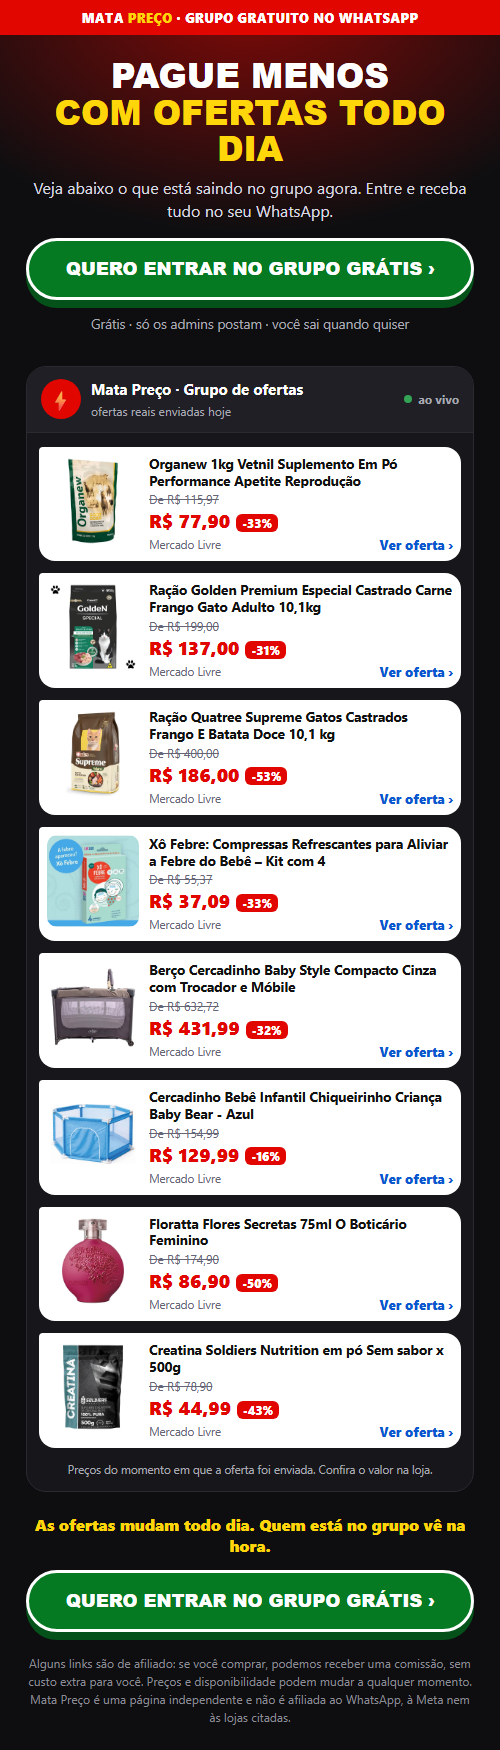 MATA PREÇO · GRUPO GRATUITO NO WHATSAPP
PAGUE MENOS
COM OFERTAS TODO
DIA
Veja abaixo o que está saindo no grupo agora. Entre e receba
tudo no seu WhatsApp.
QUERO ENTRAR NO GRUPO GRÁTIS ›
Grátis · só os admins postam · você sai quando quiser
Mata Preço · Grupo de ofertas
ofertas reais enviadas hoje
ao vivo
Organew
Organew 1kg Vetnil Suplemento Em Pó
Performance Apetite Reprodução
De R$ 115,97
R$ 77,90 -33%
Mercado Livre
Ver oferta ›
GoldeN
SPECIAL
Ração Golden Premium Especial Castrado Carne
Frango Gato Adulto 10,1kg
De R$ 199,00
R$ 137,00 -31%
Mercado Livre
Ver oferta ›
Supreme
Ração Quatree Supreme Gatos Castrados
Frango E Batata Doce 10,1 kg
De R$ 400,00
R$ 186,00 -53%
Mercado Livre
Ver oferta ›
A febre
apareceu?
Xô Febre
Xô Febre: Compressas Refrescantes para Aliviar
a Febre do Bebê – Kit com 4
De R$ 55,37
R$ 37,09 -33%
Mercado Livre
Ver oferta ›
Berço Cercadinho Baby Style Compacto Cinza
com Trocador e Móbile
De R$ 632,72
R$ 431,99 -32%
Mercado Livre
Ver oferta ›
Cercadinho Bebê Infantil Chiqueirinho Criança
Baby Bear - Azul
De R$ 154,99
R$ 129,99 -16%
Mercado Livre
Ver oferta ›
Floratta Flores Secretas 75ml O Boticário
Feminino
De R$ 174,90
R$ 86,90 -50%
Mercado Livre
Ver oferta ›
CREATINA
SOLDIERS
100% PURA
500g
Creatina Soldiers Nutrition em pó Sem sabor x
500g
De R$ 78,90
R$ 44,99 -43%
Mercado Livre
Ver oferta ›
Preços do momento em que a oferta foi enviada. Confira o valor na loja.
As ofertas mudam todo dia. Quem está no grupo vê na
hora.
QUERO ENTRAR NO GRUPO GRÁTIS ›
Alguns links são de afiliado: se você comprar, podemos receber uma comissão, sem
custo extra para você. Preços e disponibilidade podem mudar a qualquer momento.
Mata Preço é uma página independente e não é afiliada ao WhatsApp, à Meta nem
às lojas citadas.